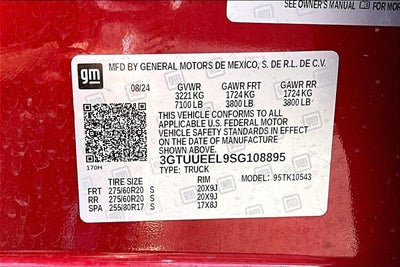 SEE OWNER'S MANUAL FOR MOR
gm
MFD BY GENERAL MOTORS DE MEXICO, S. DE R.L. DE C.V.
08/24 GVWR GAWR FRT GAWR RR
3221 KG 1724 KG 1724 KG
7100 LB 3800 LB 3800 LB
THIS VEHICLE CONFORMS TO ALL
APPLICABLE U.S. FEDERAL MOTOR
VEHICLE SAFETY STANDARDS IN EFFECT
ON THE DATE OF MANUFACTURE
SHOWN ABOVE.
3GTUUEEL9SG108895
170H TYPE: TRUCK MODEL: 95TK10543
TIRE SIZE RIM
FRT 275/60R20 S 20X9J
RR 275/60R20 S 20X9J
SPA 255/80R17 S 17X8J